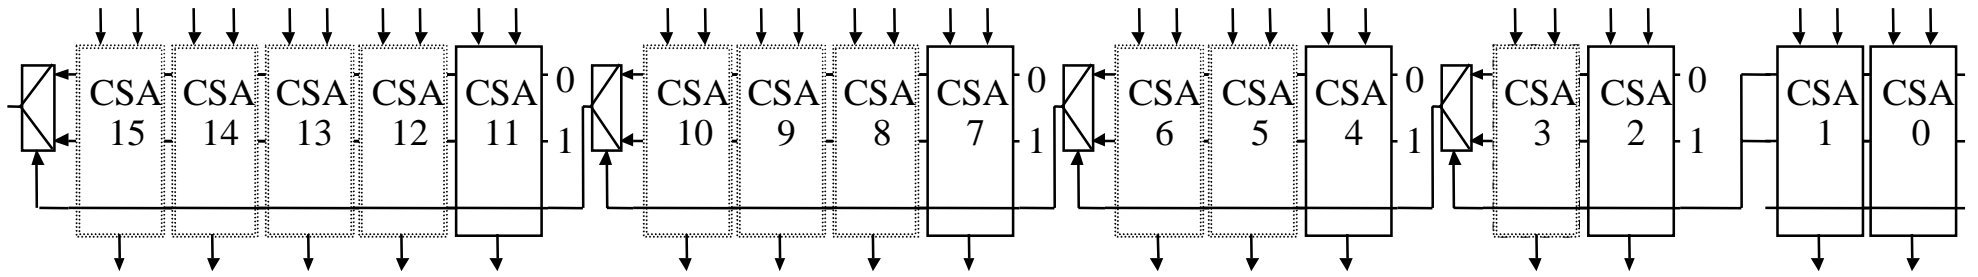 CSA 15
CSA 14
CSA 13
CSA 12
CSA 11
0
1
CSA 10
CSA 9
CSA 8
CSA 7
0
1
CSA 6
CSA 5
CSA 4
0
1
CSA 3
CSA 2
0
1
CSA 1
CSA 0